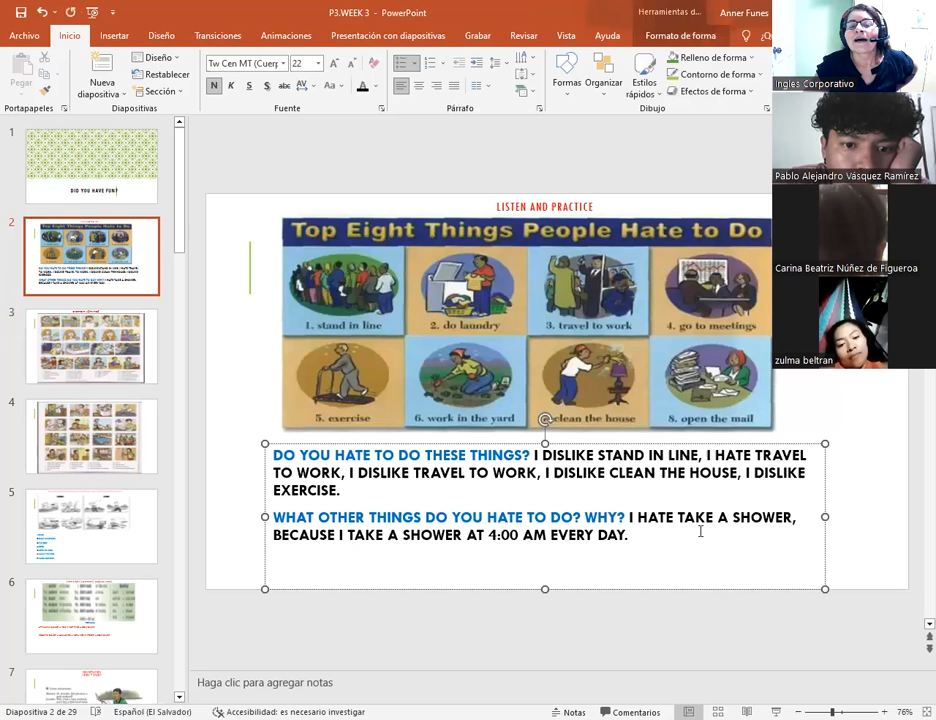 P3.WEEK 3 - PowerPoint
Herramientas d...
Anner Funes
Archivo Inicio Insertar Diseño Transiciones Animaciones Presentación con diapositivas Grabar Revisar Vista Ayuda Formato de forma
Pegar
Nueva
diapositiva
Diseño
Restablecer
Sección
Tw Cen MT (Cuerp 22
N K S S abc AV Aa A
Formas
Organizar
Estilos
rápidos
Relleno de forma
Contorno de forma
Efectos de forma
Portapapeles
Diapositivas
Fuente
Párrafo
Dibujo
Ingles Corporativo
Pablo Alejandro Vásquez Ramírez
Carina Beatriz Núñez de Figueroa
zulma beltran
1
DID YOU HAVE FUN?
2
3
4
5
6
7
LISTEN AND PRACTICE
Top Eight Things People Hate to Do
1. stand in line
2. do laundry
3. travel to work
4. go to meetings
5. exercise
6. work in the yard
clean the house
8. open the mail
DO YOU HATE TO DO THESE THINGS? I DISLIKE STAND IN LINE, I HATE TRAVEL
TO WORK, I DISLIKE TRAVEL TO WORK, I DISLIKE CLEAN THE HOUSE, I DISLIKE
EXERCISE.
WHAT OTHER THINGS DO YOU HATE TO DO? WHY? I HATE TAKE A SHOWER,
BECAUSE I TAKE A SHOWER AT 4:00 AM EVERY DAY.
Haga clic para agregar notas
Diapositiva 2 de 29
Español (El Salvador)
Accesibilidad: es necesario investigar
Notas
Comentarios
76%